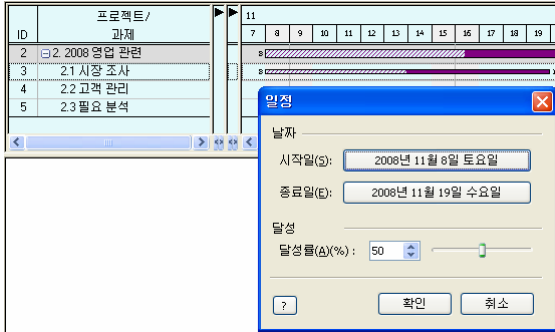 프로젝트/
ID 과제
11
7 8 9 10 11 12 13 14 15 16 17 18 19
2 2. 2008 영업 관련
3 2.1 시장 조사
4 2.2 고객 관리
5 2.3 필요 분석
일정
날짜
시작일(S): 2008년 11월 8일 토요일
종료일(E): 2008년 11월 19일 수요일
달성
달성률(A)(%) : 50
? 확인 취소